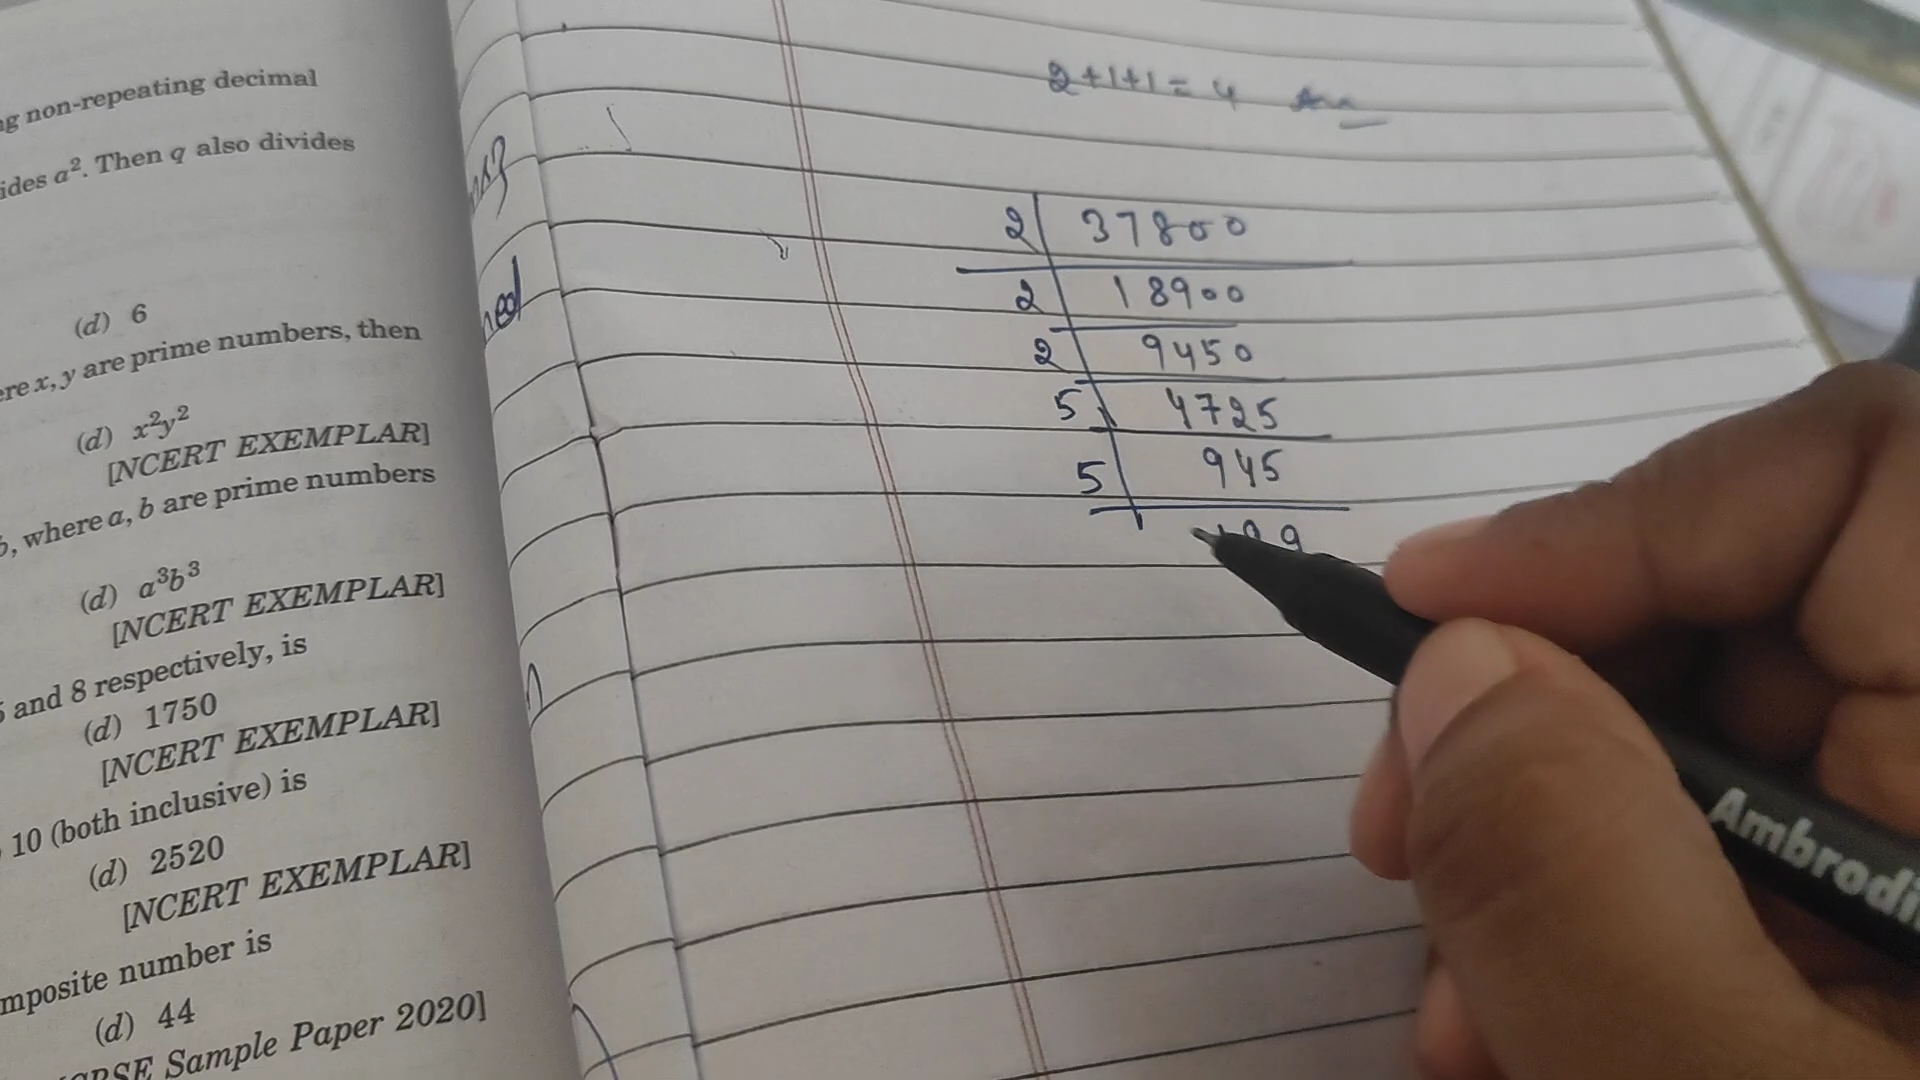 ng non-repeating decimal
ides a². Then q also divides
(d) 6
ere x, y are prime numbers, then
(d) x²y²
[NCERT EXEMPLAR]
b, where a, b are prime numbers
(d) a³b³
[NCERT EXEMPLAR]
5 and 8 respectively, is
(d) 1750
[NCERT EXEMPLAR]
10 (both inclusive) is
(d) 2520
[NCERT EXEMPLAR]
mposite number is
(d) 44
Sample Paper 2020]
2+1+1 = 4 Ans
2 37800
2 18900
2 9450
5 4725
5 945
Ambrodi